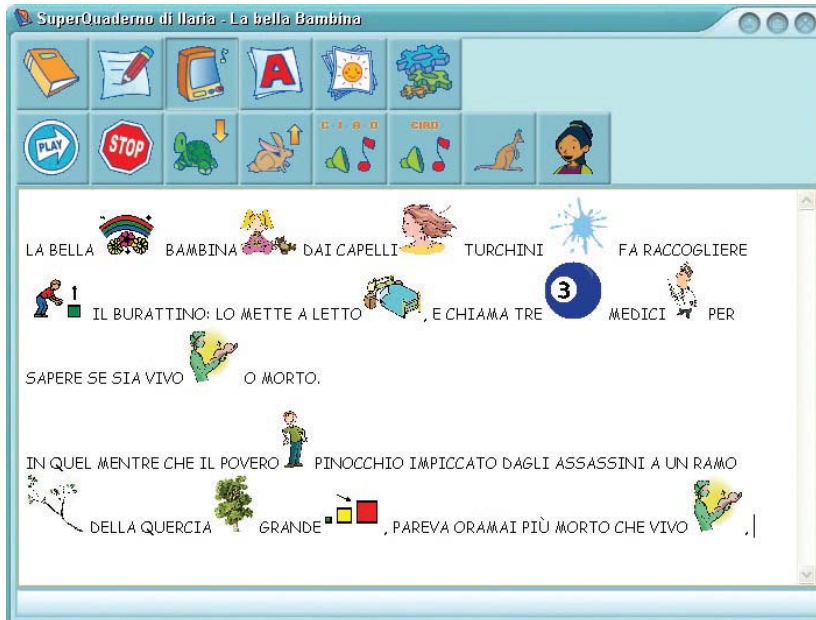 SuperQuaderno di Ilaria - La bella Bambina
A
C I A O
CIAO
PLAY
STOP
LA BELLA BAMBINA DAI CAPELLI TURCHINI FA RACCOGLIERE
3
IL BURATTINO: LO METTE A LETTO , E CHIAMA TRE MEDICI PER
SAPERE SE SIA VIVO O MORTO.
IN QUEL MENTRE CHE IL POVERO PINOCCHIO IMPICCATO DAGLI ASSASSINI A UN RAMO
DELLA QUERCIA GRANDE , PAREVA ORAMAI PIÙ MORTO CHE VIVO ,